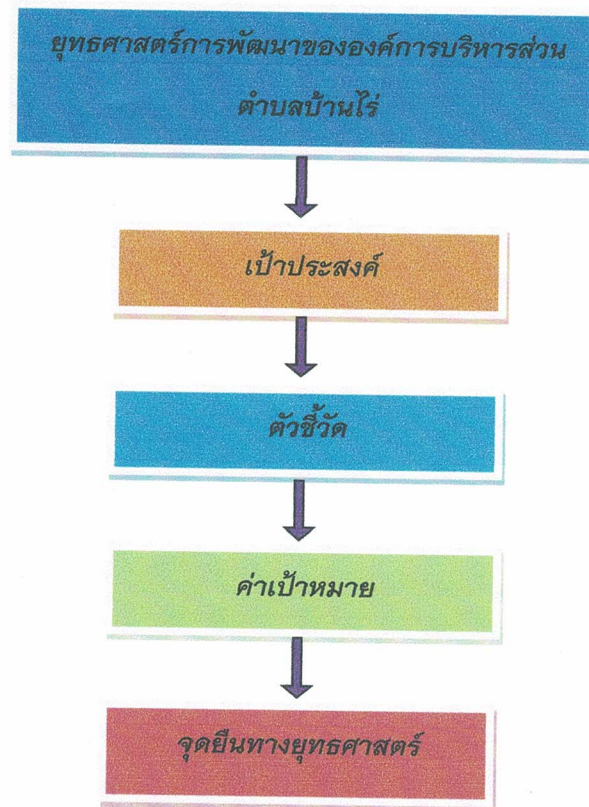 ยุทธศาสตร์การพัฒนาขององค์การบริหารส่วน
ตำบลบ้านไร่
เป้าประสงค์
ตัวชี้วัด
ค่าเป้าหมาย
จุดยืนทางยุทธศาสตร์